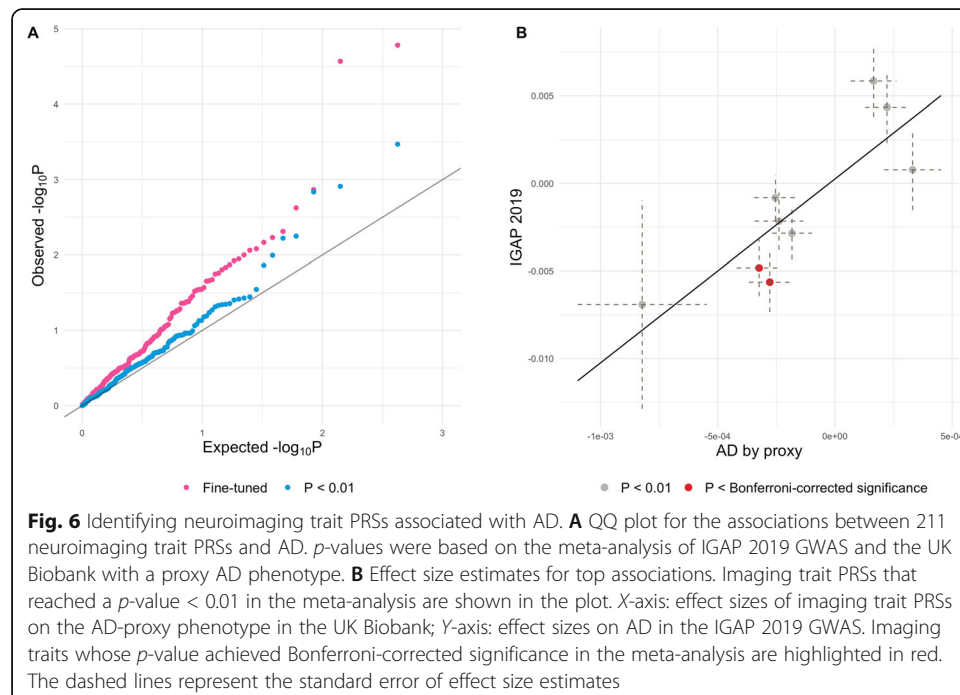 A
B
5
4
3
2
1
0
Observed -log10P
0
1
2
3
Expected -log10P
Fine-tuned
P < 0.01
0.005
0.000
-0.005
-0.010
IGAP 2019
-1e-03
-5e-04
0e+00
5e-04
AD by proxy
P < 0.01
P < Bonferroni-corrected significance
Fig. 6 Identifying neuroimaging trait PRSs associated with AD. A QQ plot for the associations between 211
neuroimaging trait PRSs and AD. p-values were based on the meta-analysis of IGAP 2019 GWAS and the UK
Biobank with a proxy AD phenotype. B Effect size estimates for top associations. Imaging trait PRSs that
reached a p-value < 0.01 in the meta-analysis are shown in the plot. X-axis: effect sizes of imaging trait PRSs
on the AD-proxy phenotype in the UK Biobank; Y-axis: effect sizes on AD in the IGAP 2019 GWAS. Imaging
traits whose p-value achieved Bonferroni-corrected significance in the meta-analysis are highlighted in red.
The dashed lines represent the standard error of effect size estimates